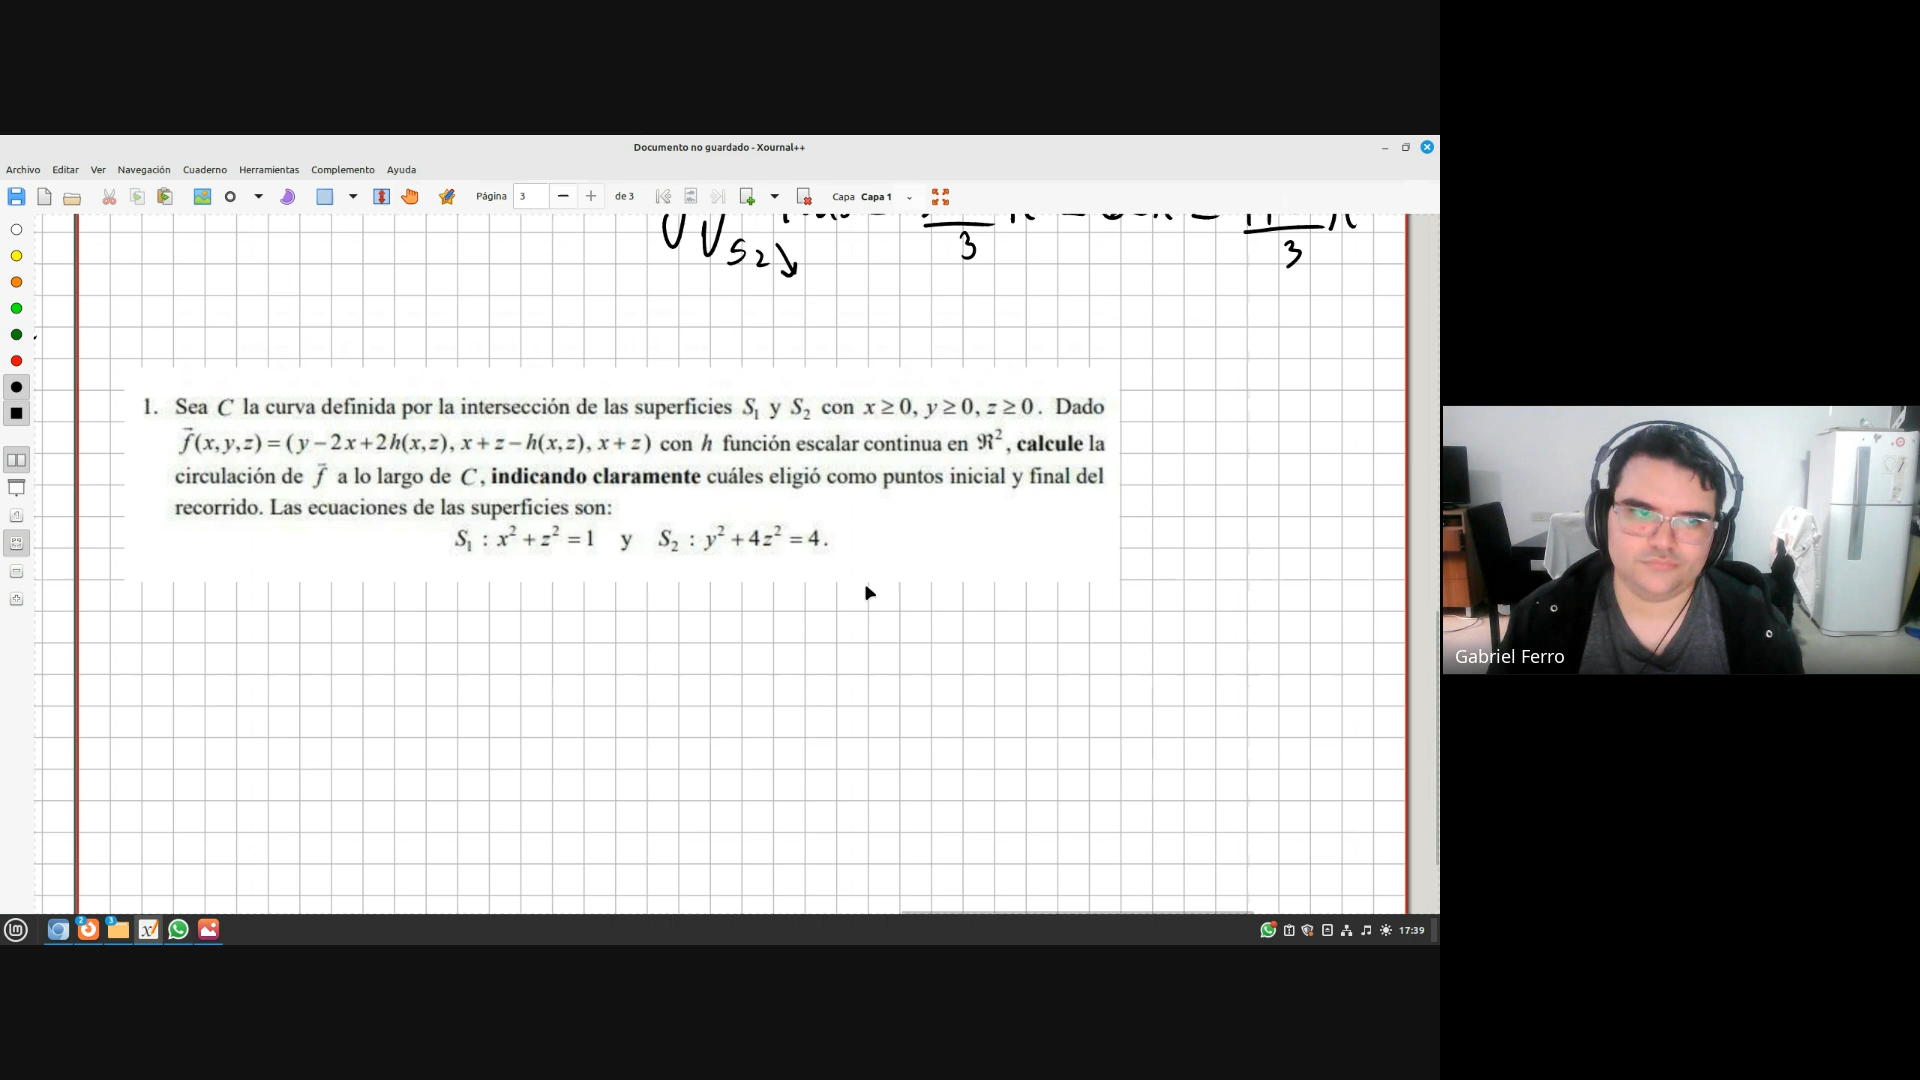 Documento no guardado - Xournal++
Archivo Editar Ver Navegación Cuaderno Herramientas Complemento Ayuda
Página 3 de 3 Capa Capa 1
S2
3
3
1. Sea C la curva definida por la intersección de las superficies S₁ y S₂ con x ≥ 0, y ≥ 0, z ≥ 0. Dado
f⃗(x,y,z) = (y−2x+2h(x,z), x+z−h(x,z), x+z) con h función escalar continua en ℜ², calcule la
circulación de f⃗ a lo largo de C, indicando claramente cuáles eligió como puntos inicial y final del
recorrido. Las ecuaciones de las superficies son:
S₁ : x² + z² = 1 y S₂ : y² + 4z² = 4.
Gabriel Ferro
2 3
17:39